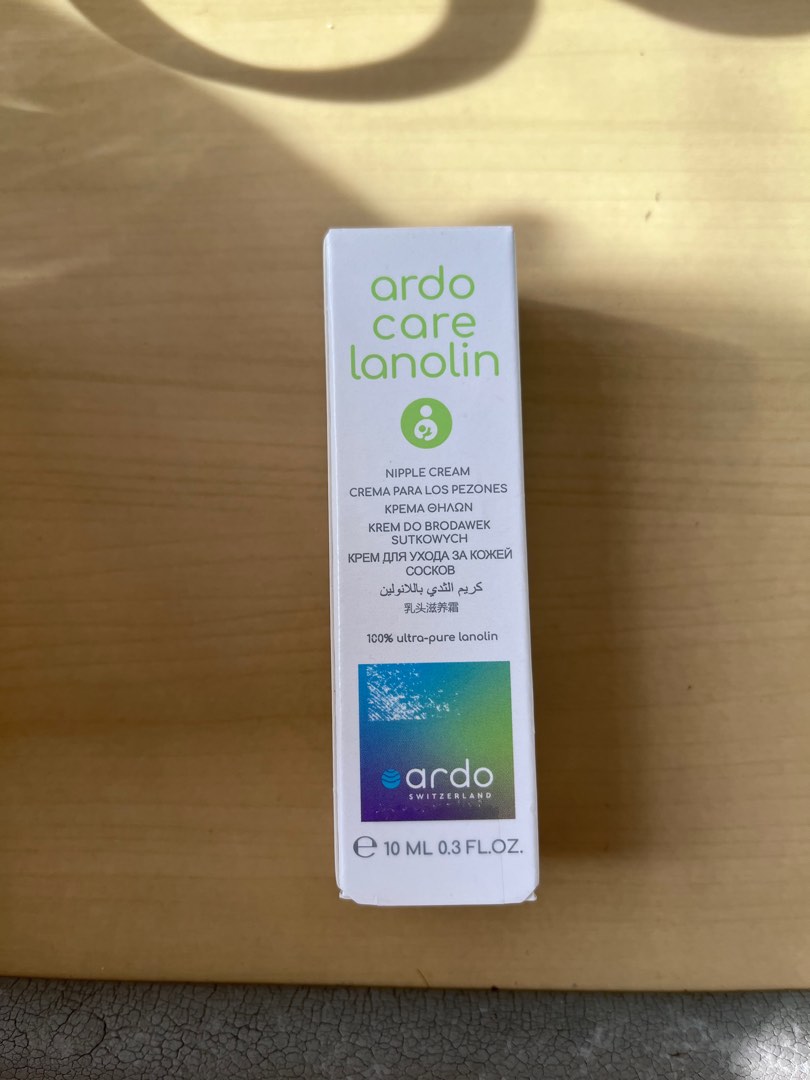 ardo
care
lanolin
NIPPLE CREAM
CREMA PARA LOS PEZONES
ΚΡΕΜΑ ΘΗΛΩΝ
KREM DO BRODAWEK
SUTKOWYCH
КРЕМ ДЛЯ УХОДА ЗА КОЖЕЙ
СОСКОВ
كريم الثدي باللانولين
乳头滋养霜
100% ultra-pure lanolin
ardo
SWITZERLAND
℮ 10 ML 0.3 FL.OZ.